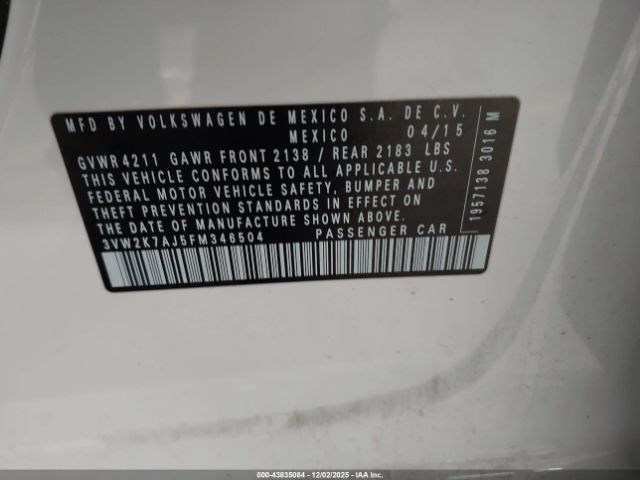 MFD BY VOLKSWAGEN DE MEXICO S.A. DE C.V.
MEXICO 04/15
GVWR 4211 GAWR FRONT 2138 / REAR 2183 LBS
THIS VEHICLE CONFORMS TO ALL APPLICABLE U.S.
FEDERAL MOTOR VEHICLE SAFETY, BUMPER AND
THEFT PREVENTION STANDARDS IN EFFECT ON
THE DATE OF MANUFACTURE SHOWN ABOVE.
3VW2K7AJ5FM346504 PASSENGER CAR
1957138 3016 M
000-43835084 - 12/02/2025 - IAA Inc.